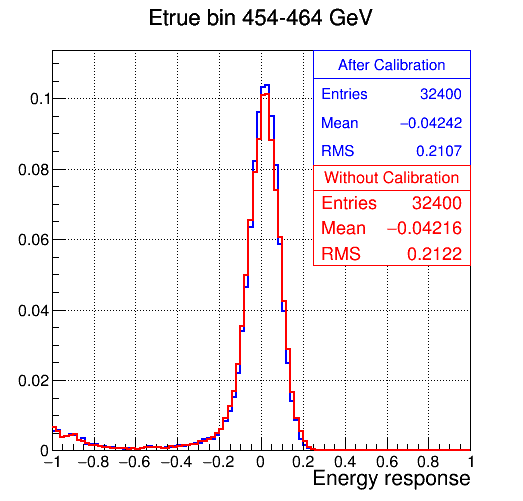 Etrue bin 454-464 GeV
After Calibration
Entries 32400
Mean −0.04242
RMS 0.2107
Without Calibration
Entries 32400
Mean −0.04216
RMS 0.2122
0.1
0.08
0.06
0.04
0.02
0
−1 −0.8 −0.6 −0.4 −0.2 0 0.2 0.4 0.6 0.8 1
Energy response